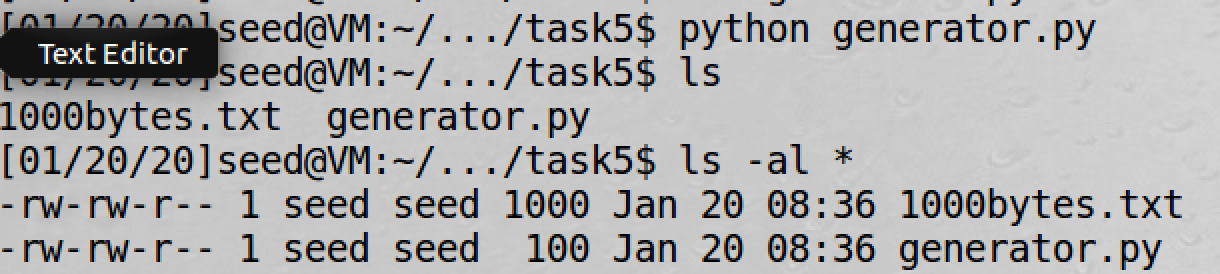 [01/20/20]seed@VM:~/.../task5$ python generator.py
Text Editor
[01/20/20]seed@VM:~/.../task5$ ls
1000bytes.txt  generator.py
[01/20/20]seed@VM:~/.../task5$ ls -al *
-rw-rw-r-- 1 seed seed 1000 Jan 20 08:36 1000bytes.txt
-rw-rw-r-- 1 seed seed  100 Jan 20 08:36 generator.py